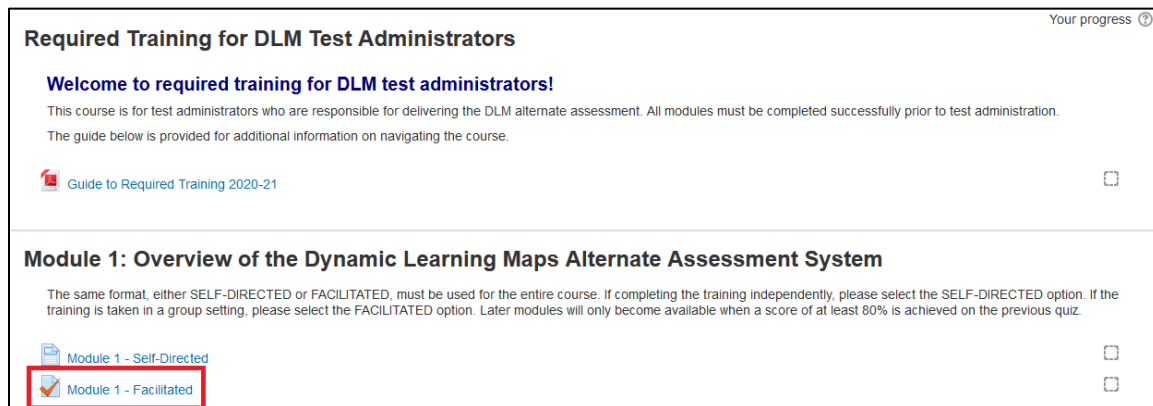 Your progress
Required Training for DLM Test Administrators
Welcome to required training for DLM test administrators!
This course is for test administrators who are responsible for delivering the DLM alternate assessment. All modules must be completed successfully prior to test administration.
The guide below is provided for additional information on navigating the course.
Guide to Required Training 2020-21
Module 1: Overview of the Dynamic Learning Maps Alternate Assessment System
The same format, either SELF-DIRECTED or FACILITATED, must be used for the entire course. If completing the training independently, please select the SELF-DIRECTED option. If the
training is taken in a group setting, please select the FACILITATED option. Later modules will only become available when a score of at least 80% is achieved on the previous quiz.
Module 1 - Self-Directed
Module 1 - Facilitated